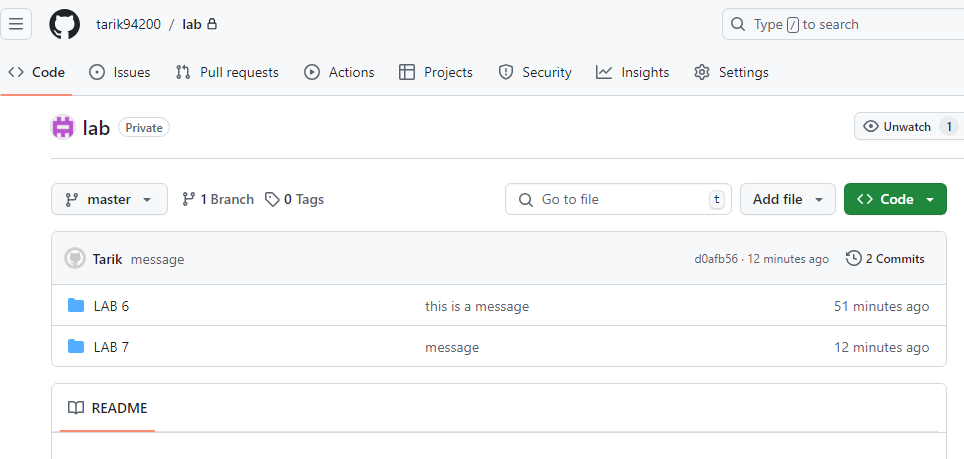 tarik94200 / lab
Type / to search
Code Issues Pull requests Actions Projects Security Insights Settings
lab Private
Unwatch 1
master 1 Branch 0 Tags
Go to file t
Add file
Code
Tarik message d0afb56 · 12 minutes ago 2 Commits
LAB 6 this is a message 51 minutes ago
LAB 7 message 12 minutes ago
README